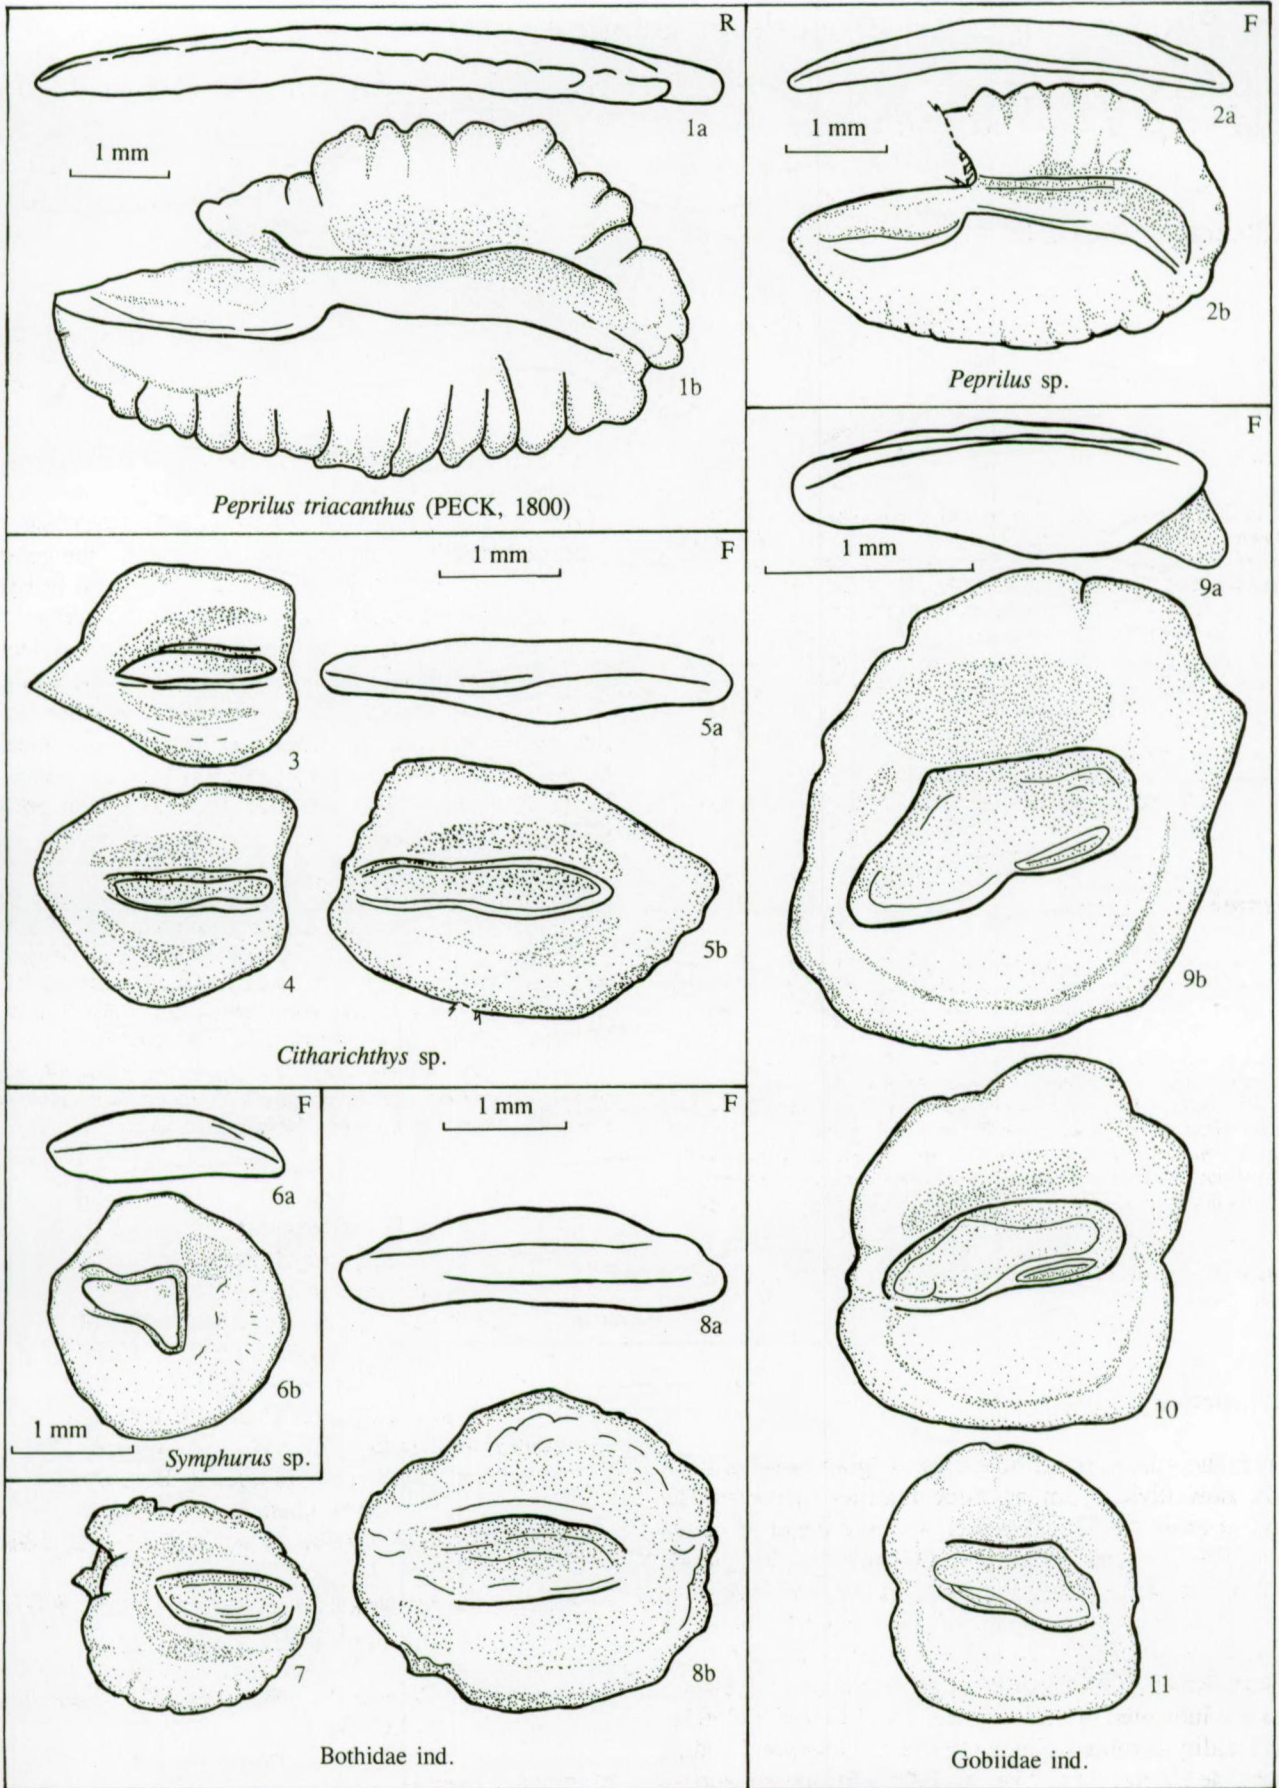 R
1a
1 mm
1b
Peprilus triacanthus (PECK, 1800)
F
2a
1 mm
2b
Peprilus sp.
1 mm
F
3
5a
4
5b
Citharichthys sp.
F
6a
6b
1 mm
Symphurus sp.
1 mm
F
8a
7
8b
Bothidae ind.
F
1 mm
9a
9b
10
11
Gobiidae ind.